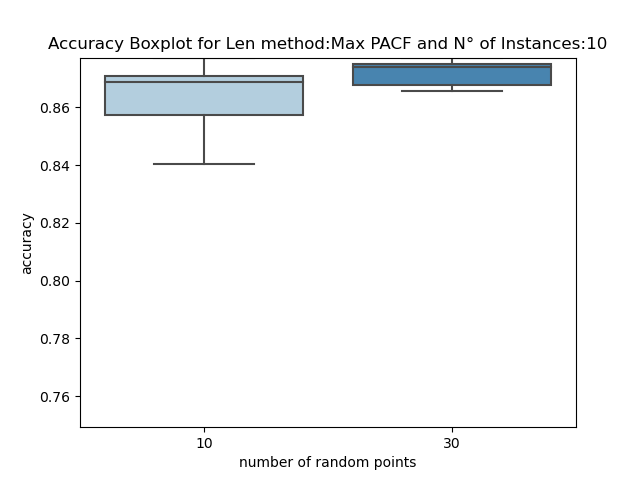 Accuracy Boxplot for Len method:Max PACF and N° of Instances:10
0.86
0.84
0.82
0.80
0.78
0.76
accuracy
10 30
number of random points